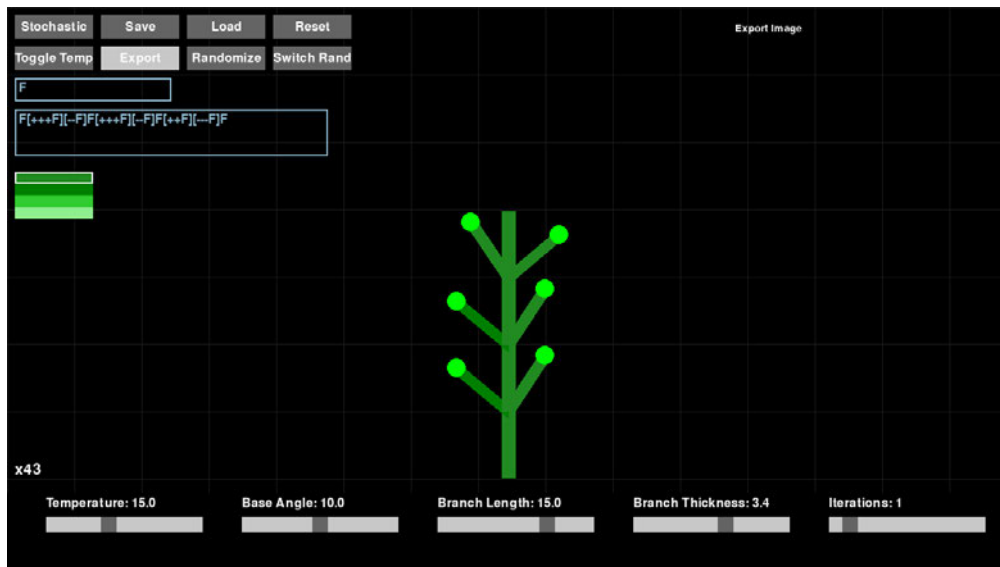 Stochastic Save Load Reset
Export Image
Toggle Temp Export Randomize Switch Rand
F
F[+++F][--F]F[+++F][--F]F[++F][---F]F
x43
Temperature: 15.0 Base Angle: 10.0 Branch Length: 15.0 Branch Thickness: 3.4 Iterations: 1